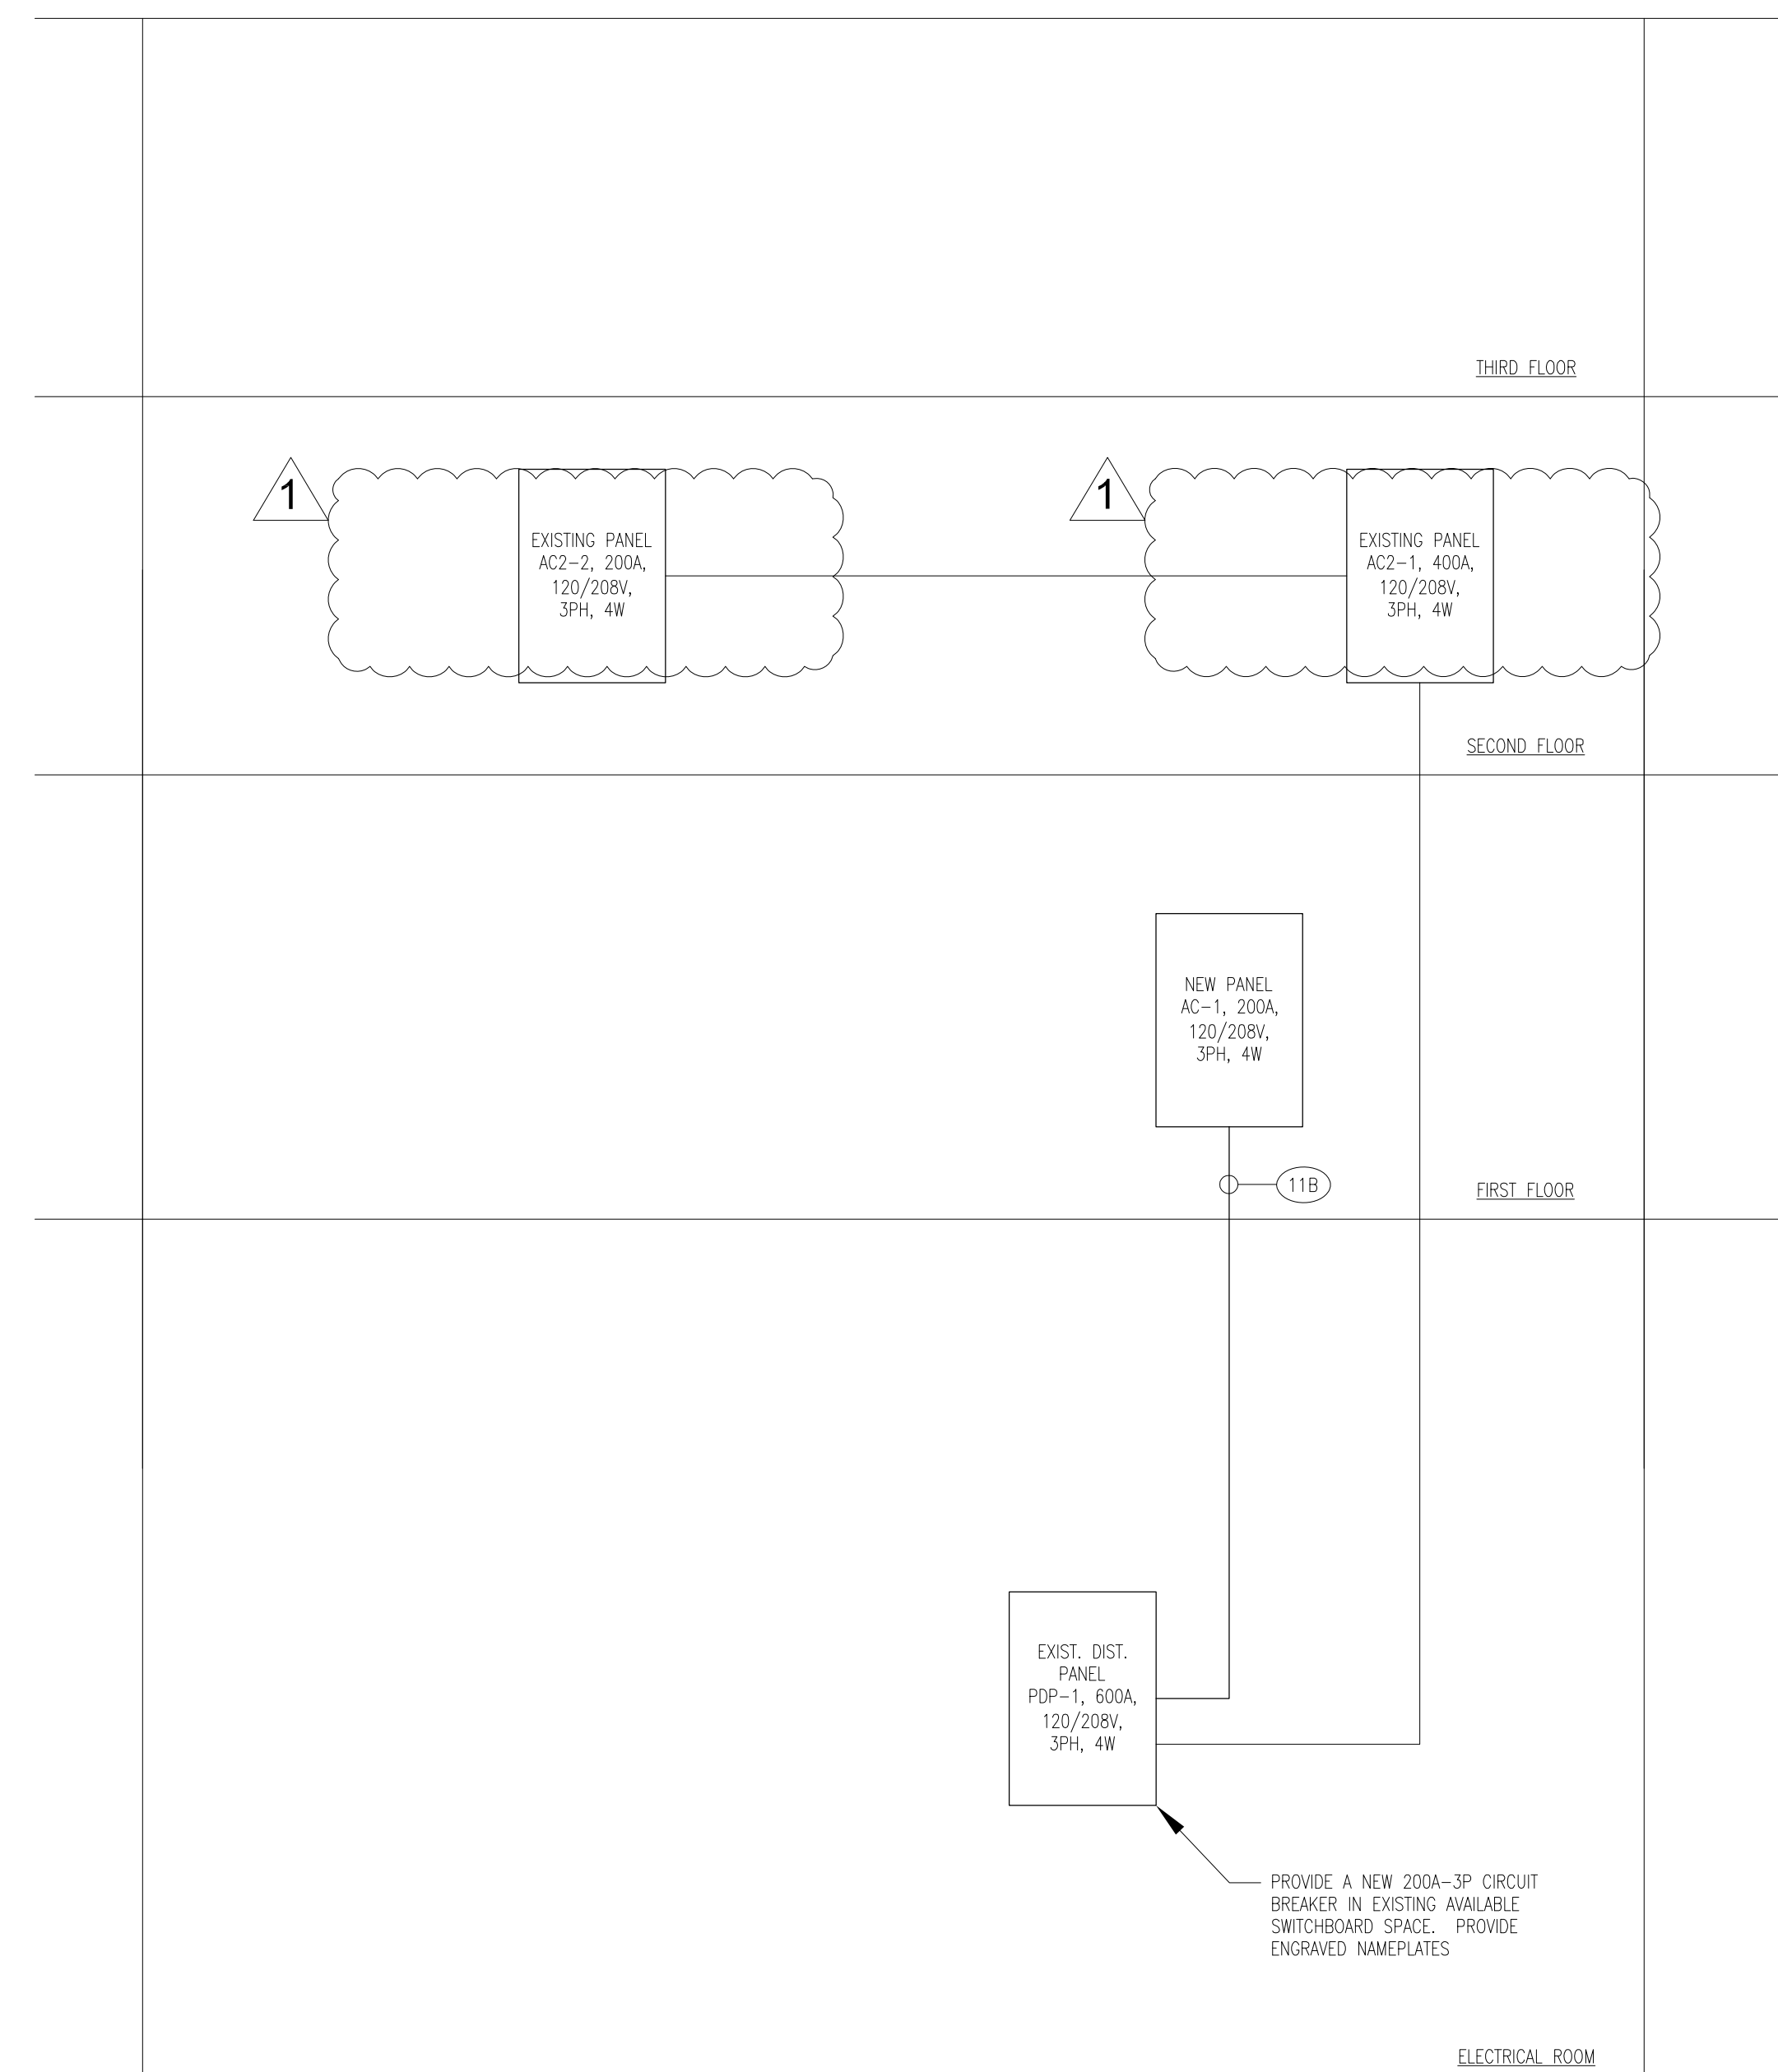 THIRD FLOOR
1
EXISTING PANEL
AC2-2, 200A,
120/208V,
3PH, 4W
1
EXISTING PANEL
AC2-1, 400A,
120/208V,
3PH, 4W
SECOND FLOOR
NEW PANEL
AC-1, 200A,
120/208V,
3PH, 4W
11B
FIRST FLOOR
EXIST. DIST.
PANEL
PDP-1, 600A,
120/208V,
3PH, 4W
PROVIDE A NEW 200A-3P CIRCUIT
BREAKER IN EXISTING AVAILABLE
SWITCHBOARD SPACE. PROVIDE
ENGRAVED NAMEPLATES
ELECTRICAL ROOM